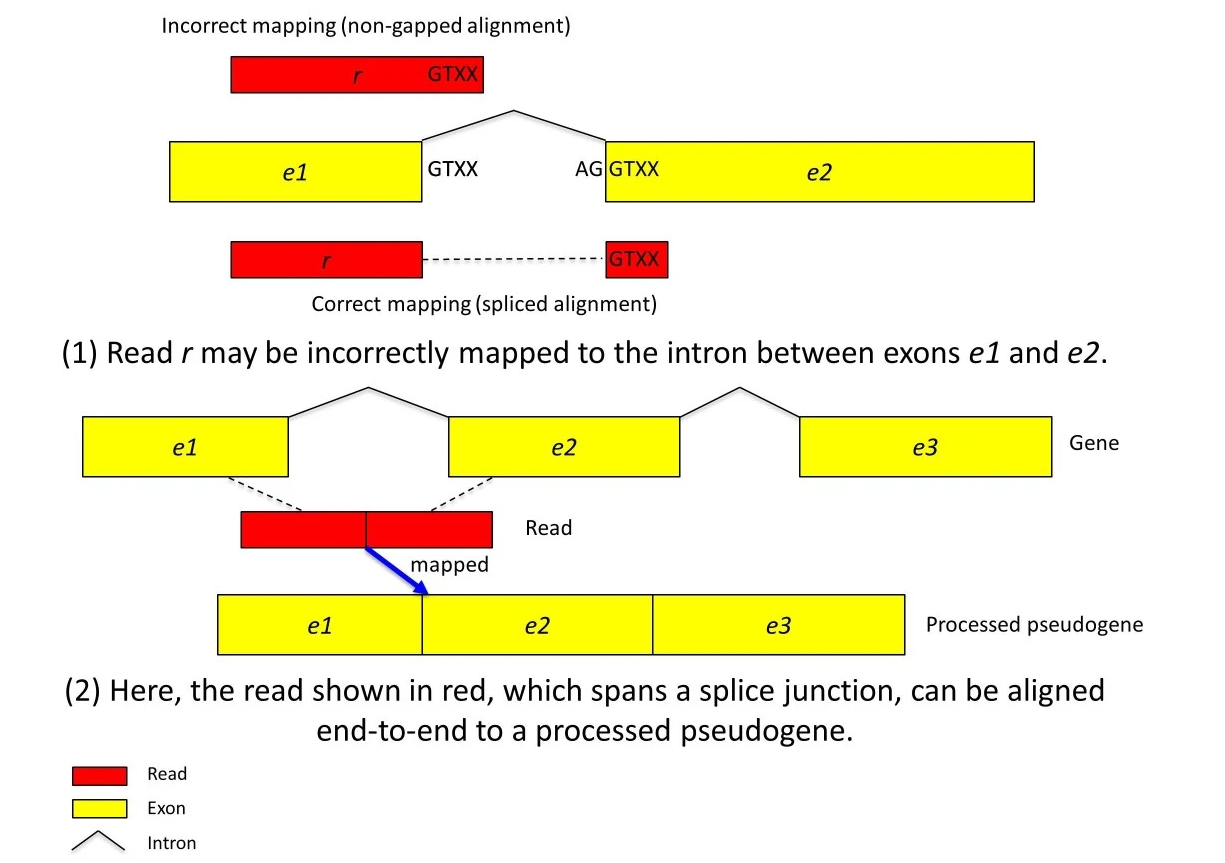 Incorrect mapping (non-gapped alignment)
r GTXX
e1 GTXX AG GTXX e2
r GTXX
Correct mapping (spliced alignment)
(1) Read r may be incorrectly mapped to the intron between exons e1 and e2.
e1 e2 e3 Gene
Read
mapped
e1 e2 e3 Processed pseudogene
(2) Here, the read shown in red, which spans a splice junction, can be aligned
end-to-end to a processed pseudogene.
Read
Exon
Intron